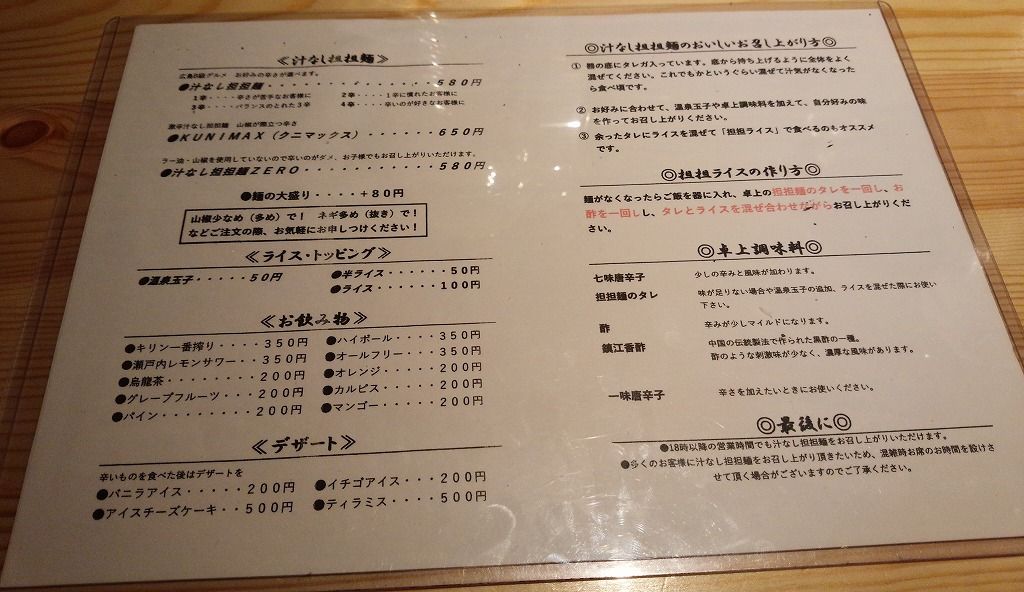 ≪汁なし担担麺≫
広島B級グルメ　お好みの辛さが選べます。
●汁なし担担麺・・・・・・・・・・・・・・580円
1辛・・・・辛さが苦手なお客様に　2辛・・・・1辛に慣れたお客様に
3辛・・・・バランスのとれた3辛　4辛・・・・辛いのが好きなお客様に
激辛汁なし担担麺　山椒が際立つ辛さ
●KUNIMAX（クニマックス）・・・・・・・650円
ラー油・山椒を使用していないので辛いのがダメ、お子様でもお召し上がりいただけます。
●汁なし担担麺ZERO・・・・・・・・・・・580円
●麺の大盛り・・・・＋80円
山椒少なめ（多め）で！　ネギ多め（抜き）で！
などご注文の際、お気軽にお申しつけください！
≪ライス・トッピング≫
●温泉玉子・・・・50円　●半ライス・・・・・・50円
●ライス・・・・・・100円
≪お飲み物≫
●キリン一番搾り・・・350円　●ハイボール・・・・350円
●瀬戸内レモンサワー・・350円　●オールフリー・・・350円
●烏龍茶・・・・・・・・200円　●オレンジ・・・・・200円
●グレープフルーツ・・・200円　●カルピス・・・・・200円
●パイン・・・・・・・・200円　●マンゴー・・・・・200円
≪デザート≫
辛いものを食べた後はデザートを
●バニラアイス・・・・・200円　●イチゴアイス・・・200円
●アイスチーズケーキ・・500円　●ティラミス・・・・500円
◎汁なし担担麺のおいしいお召し上がり方◎
① 器の底にタレガ入っています。底から持ち上げるように全体をよく
混ぜてください。これでもかというぐらい混ぜて汁気がなくなった
ら食べ頃です。
② お好みに合わせて、温泉玉子や卓上調味料を加えて、自分好みの味
を作ってお召し上がりください。
③ 余ったタレにライスを混ぜて「担担ライス」で食べるのもオススメ
です。
◎担担ライスの作り方◎
麺がなくなったらご飯を器に入れ、卓上の担担麺のタレを一回し、お
酢を一回しし、タレとライスを混ぜ合わせながらお召し上がりくだ
さい。
◎卓上調味料◎
七味唐辛子　少しの辛みと風味が加わります。
担担麺のタレ　味が足りない場合や温泉玉子の追加、ライスを混ぜた際にお使い
下さい。
酢　辛みが少しマイルドになります。
鎮江香酢　中国の伝統製法で作られた黒酢の一種。
酢のような刺激味が少なく、濃厚な風味があります。
一味唐辛子　辛さを加えたいときにお使いください。
◎最後に◎
●18時以降の営業時間でも汁なし担担麺をお召し上がりいただけます。
●多くのお客様に汁なし担担麺をお召し上がり頂きたいため、混雑時お席のお時間を設けさ
せて頂く場合がございますのでご了承ください。